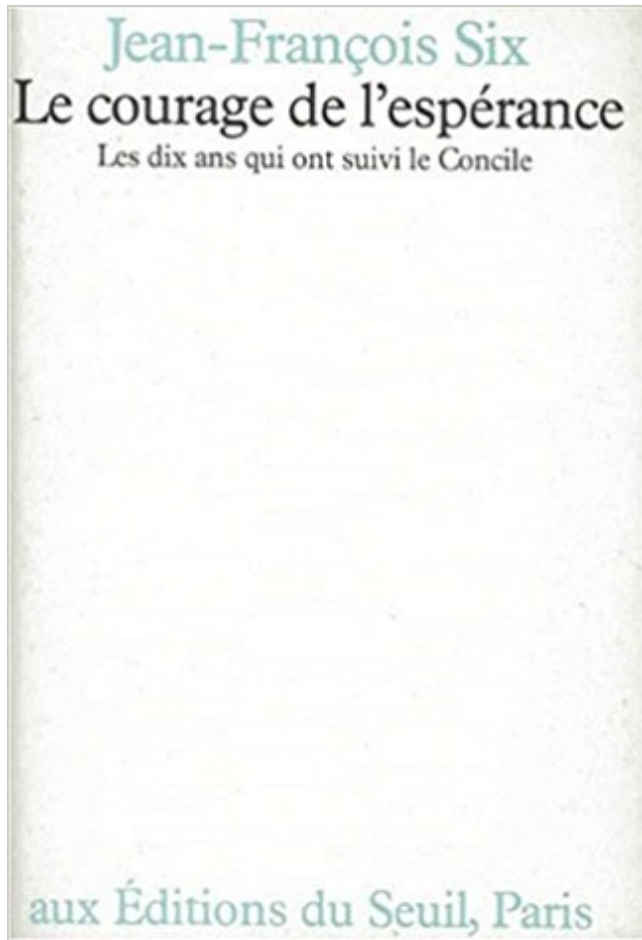 Jean-François Six
Le courage de l'espérance
Les dix ans qui ont suivi le Concile
aux Éditions du Seuil, Paris